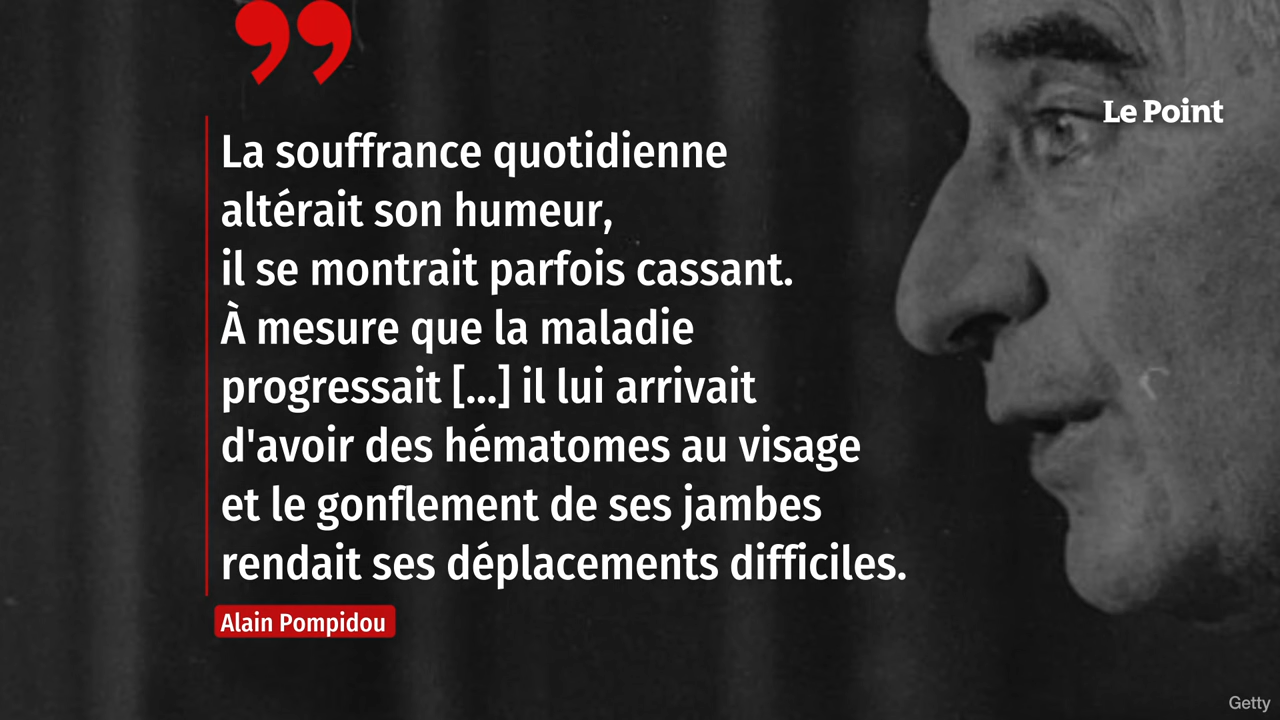 Le Point
La souffrance quotidienne
altérait son humeur,
il se montrait parfois cassant.
À mesure que la maladie
progressait [...] il lui arrivait
d'avoir des hématomes au visage
et le gonflement de ses jambes
rendait ses déplacements difficiles.
Alain Pompidou
Getty